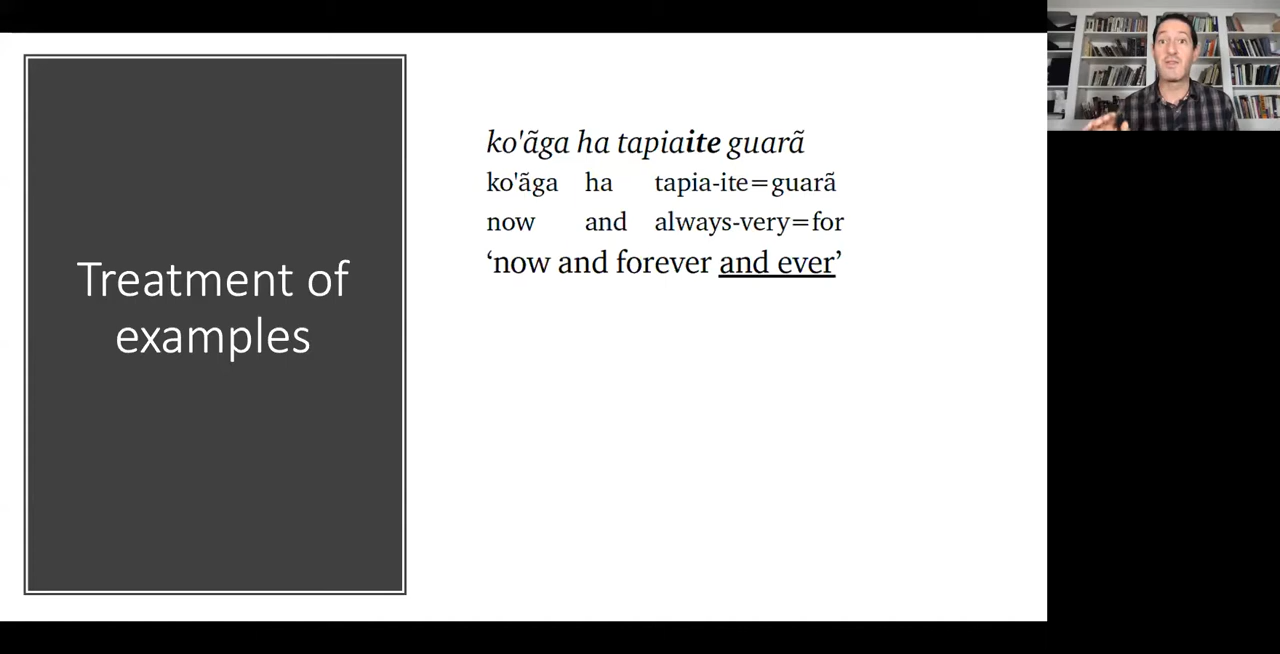 Treatment of
examples
ko'ãga ha tapiaite guarã
ko'ãga ha tapia-ite=guarã
now and always-very=for
‘now and forever and ever’